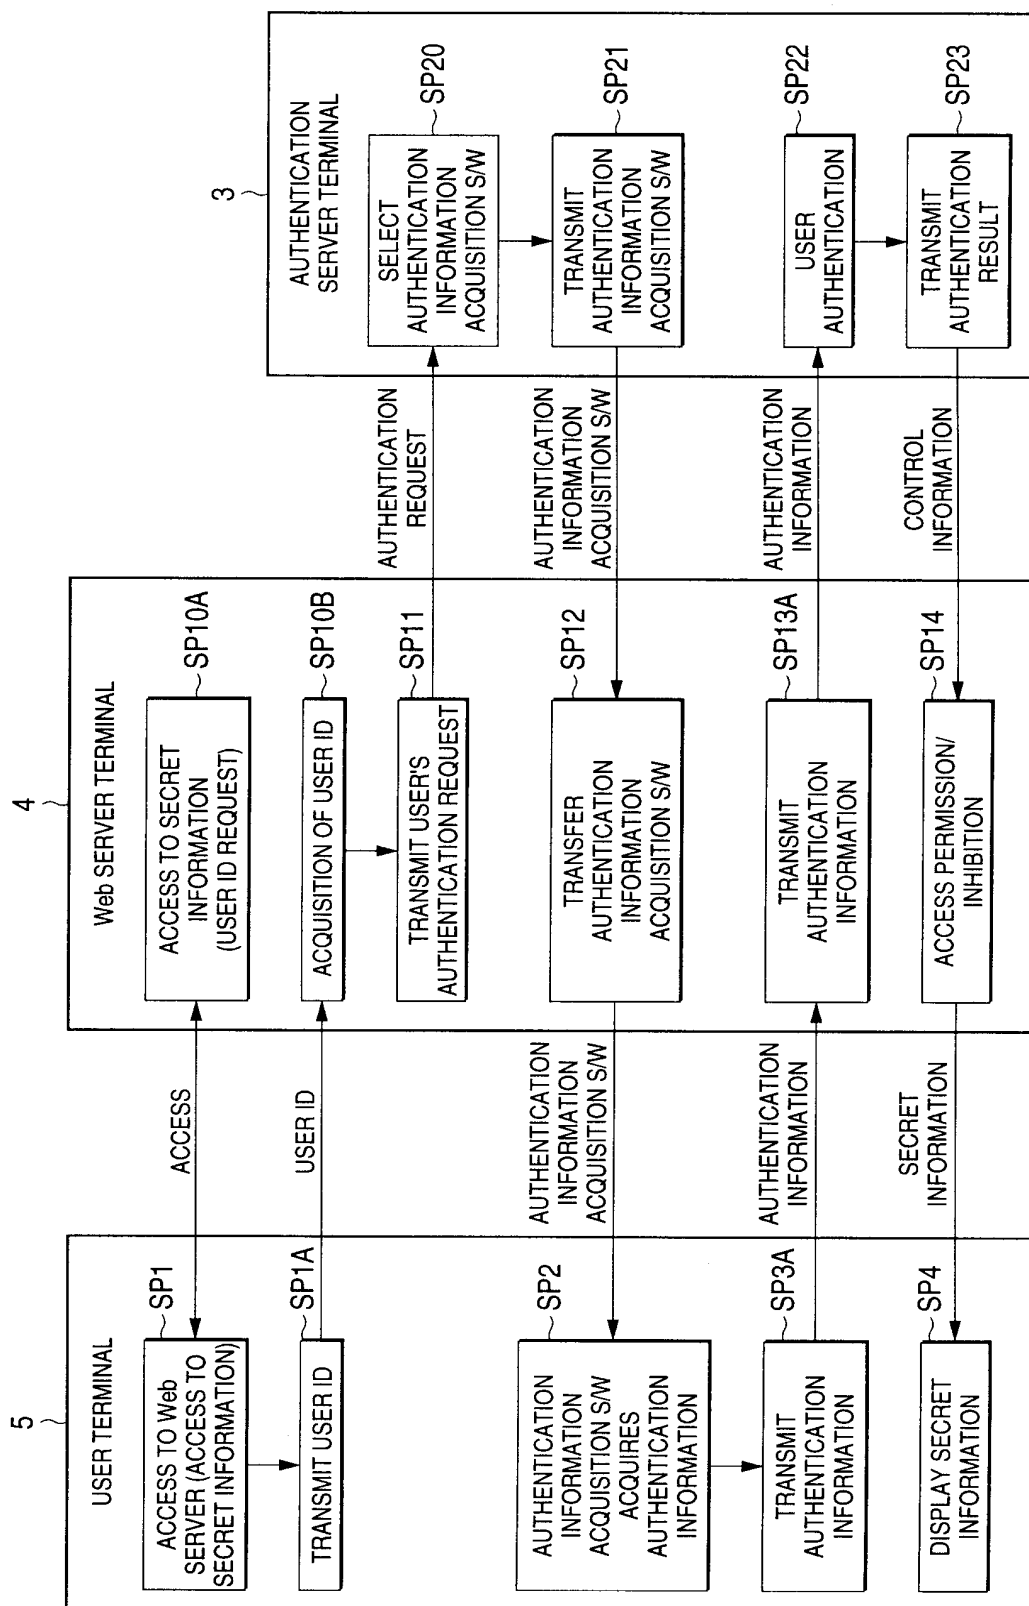 5
USER TERMINAL
ACCESS TO Web
SERVER (ACCESS TO
SECRET INFORMATION)
SP1
TRANSMIT USER ID
SP1A
AUTHENTICATION
INFORMATION
ACQUISITION S/W
ACQUIRES
AUTHENTICATION
INFORMATION
SP2
TRANSMIT
AUTHENTICATION
INFORMATION
SP3A
DISPLAY SECRET
INFORMATION
SP4
ACCESS
USER ID
AUTHENTICATION
INFORMATION
ACQUISITION S/W
AUTHENTICATION
INFORMATION
SECRET
INFORMATION
4
Web SERVER TERMINAL
ACCESS TO SECRET
INFORMATION
(USER ID REQUEST)
SP10A
ACQUISITION OF USER ID
SP10B
TRANSMIT USER'S
AUTHENTICATION REQUEST
SP11
TRANSFER
AUTHENTICATION
INFORMATION
ACQUISITION S/W
SP12
TRANSMIT
AUTHENTICATION
INFORMATION
SP13A
ACCESS PERMISSION/
INHIBITION
SP14
AUTHENTICATION
REQUEST
AUTHENTICATION
INFORMATION
ACQUISITION S/W
AUTHENTICATION
INFORMATION
CONTROL
INFORMATION
3
AUTHENTICATION
SERVER TERMINAL
SELECT
AUTHENTICATION
INFORMATION
ACQUISITION S/W
SP20
TRANSMIT
AUTHENTICATION
INFORMATION
ACQUISITION S/W
SP21
USER
AUTHENTICATION
SP22
TRANSMIT
AUTHENTICATION
RESULT
SP23